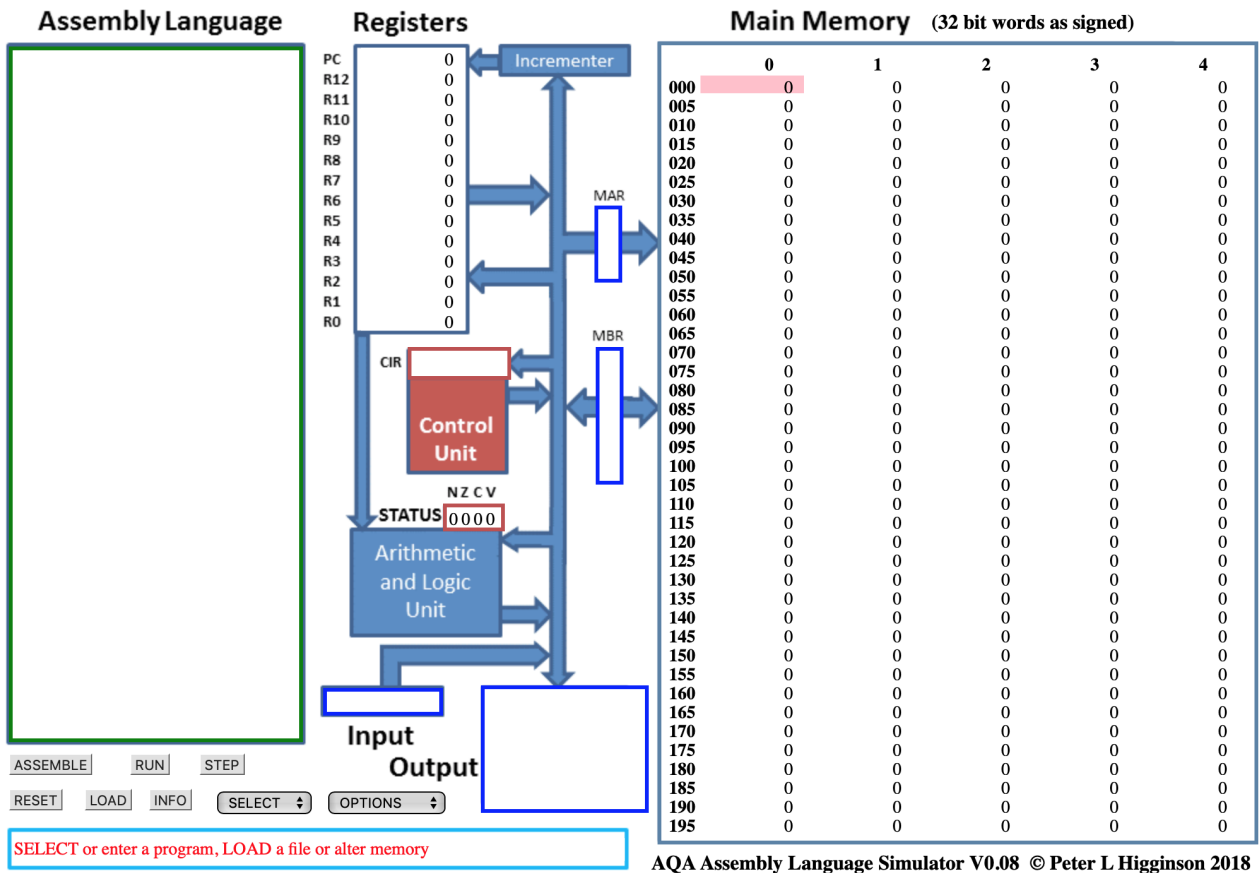 Assembly Language
Registers
Main Memory (32 bit words as signed)
PC 0
R12 0
R11 0
R10 0
R9 0
R8 0
R7 0
R6 0
R5 0
R4 0
R3 0
R2 0
R1 0
R0 0
Incrementer
MAR
MBR
CIR
Control
Unit
N Z C V
STATUS 0 0 0 0
Arithmetic
and Logic
Unit
Input
Output
ASSEMBLE RUN STEP
RESET LOAD INFO SELECT OPTIONS
SELECT or enter a program, LOAD a file or alter memory
0 1 2 3 4
000 0 0 0 0 0
005 0 0 0 0 0
010 0 0 0 0 0
015 0 0 0 0 0
020 0 0 0 0 0
025 0 0 0 0 0
030 0 0 0 0 0
035 0 0 0 0 0
040 0 0 0 0 0
045 0 0 0 0 0
050 0 0 0 0 0
055 0 0 0 0 0
060 0 0 0 0 0
065 0 0 0 0 0
070 0 0 0 0 0
075 0 0 0 0 0
080 0 0 0 0 0
085 0 0 0 0 0
090 0 0 0 0 0
095 0 0 0 0 0
100 0 0 0 0 0
105 0 0 0 0 0
110 0 0 0 0 0
115 0 0 0 0 0
120 0 0 0 0 0
125 0 0 0 0 0
130 0 0 0 0 0
135 0 0 0 0 0
140 0 0 0 0 0
145 0 0 0 0 0
150 0 0 0 0 0
155 0 0 0 0 0
160 0 0 0 0 0
165 0 0 0 0 0
170 0 0 0 0 0
175 0 0 0 0 0
180 0 0 0 0 0
185 0 0 0 0 0
190 0 0 0 0 0
195 0 0 0 0 0
AQA Assembly Language Simulator V0.08 © Peter L Higginson 2018